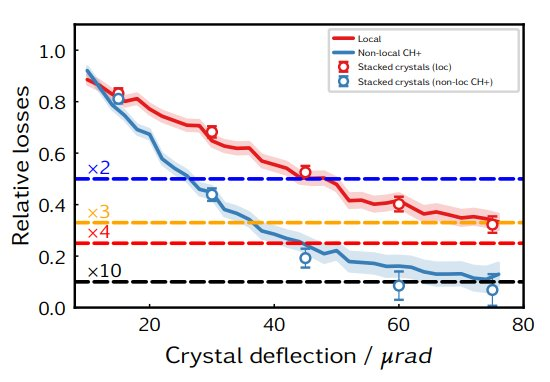 Local
Non-local CH+
Stacked crystals (loc)
Stacked crystals (non-loc CH+)
1.0
0.8
0.6
0.4
0.2
0.0
×2
×3
×4
×10
Relative losses
20
40
60
80
Crystal deflection / μrad